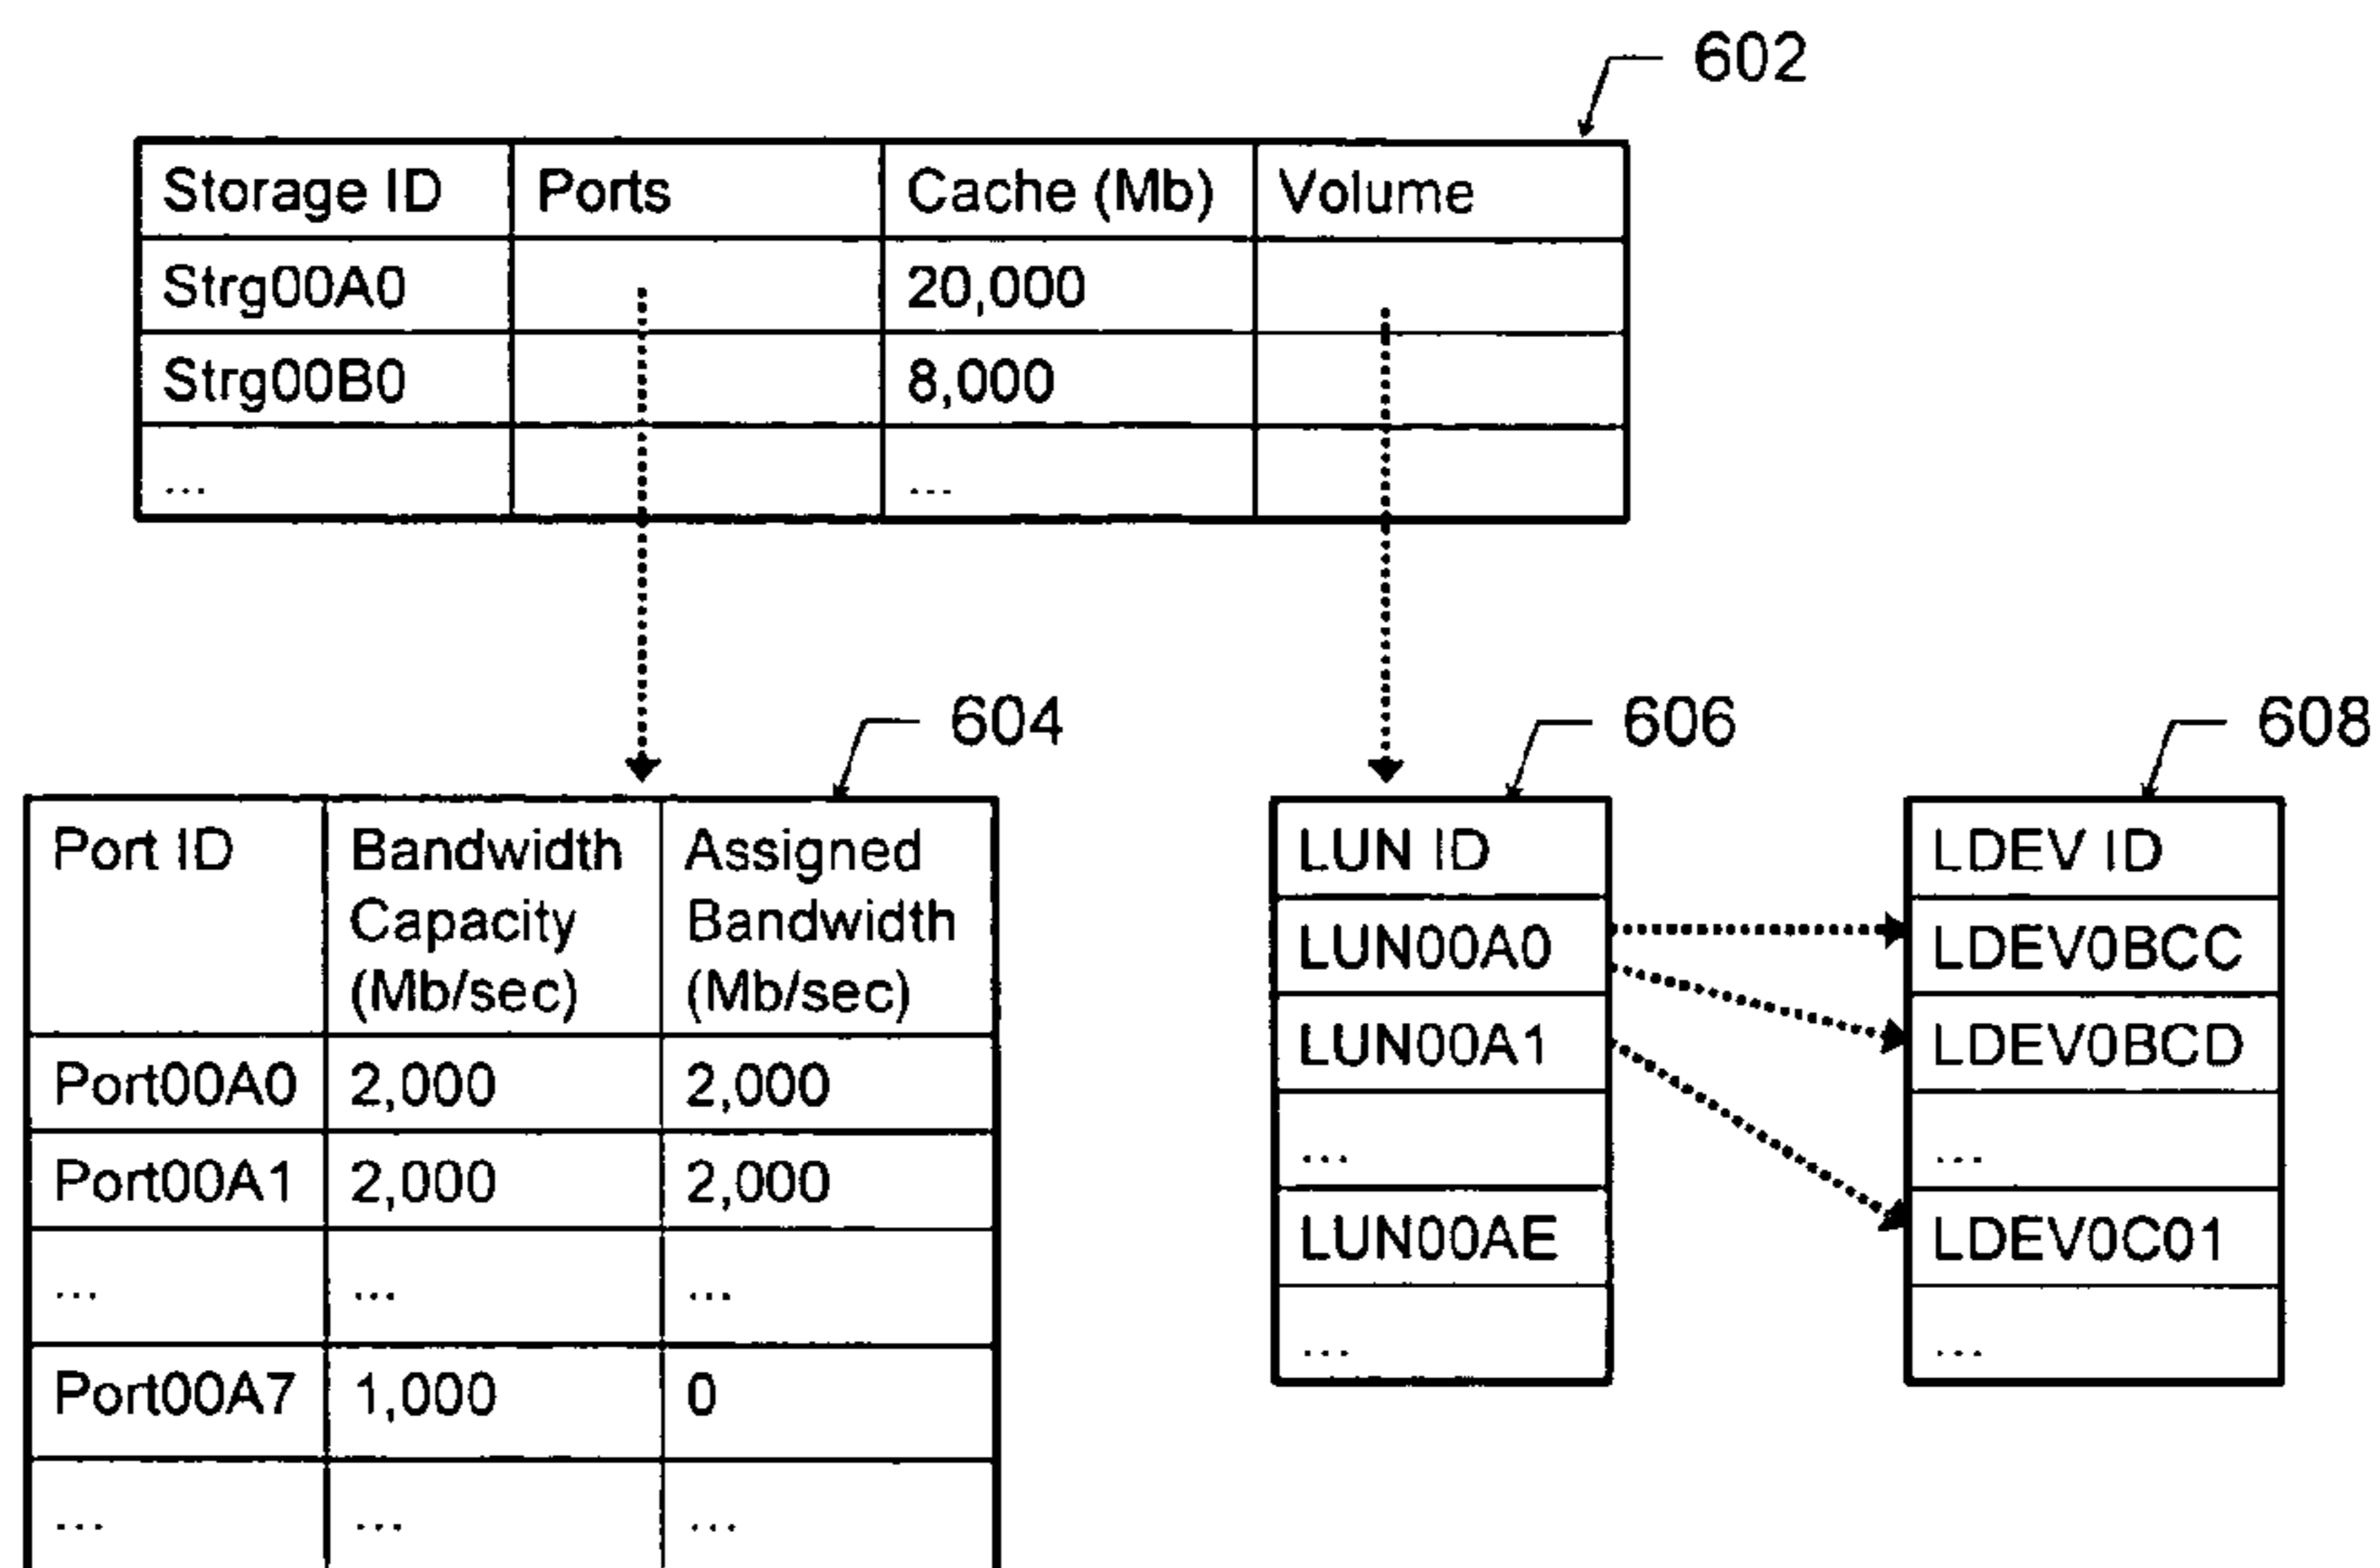 602
Storage ID Ports Cache (Mb) Volume
Strg00A0 20,000
Strg00B0 8,000
... ...
604
606
608
Port ID Bandwidth Capacity (Mb/sec) Assigned Bandwidth (Mb/sec)
Port00A0 2,000 2,000
Port00A1 2,000 2,000
... ... ...
Port00A7 1,000 0
... ... ...
LUN ID
LUN00A0
LUN00A1
...
LUN00AE
...
LDEV ID
LDEV0BCC
LDEV0BCD
...
LDEV0C01
...